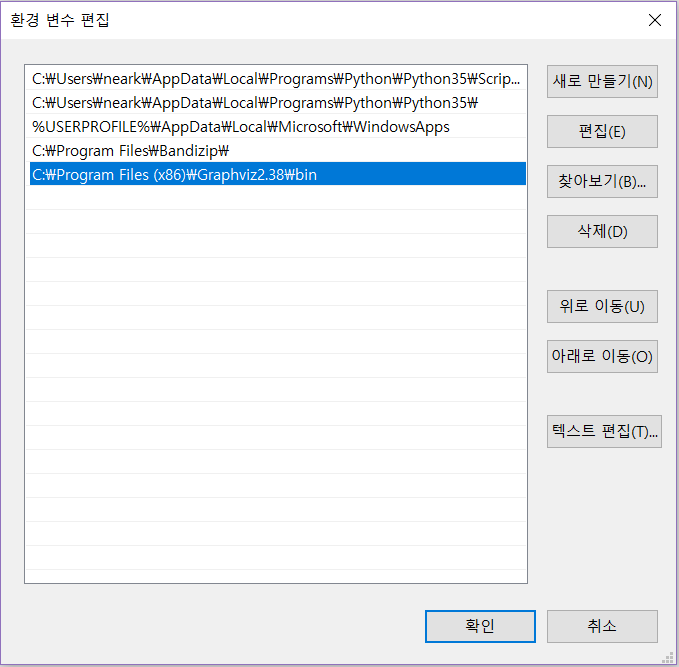 환경 변수 편집
C:₩Users₩neark₩AppData₩Local₩Programs₩Python₩Python35₩Scrip...
C:₩Users₩neark₩AppData₩Local₩Programs₩Python₩Python35₩
%USERPROFILE%₩AppData₩Local₩Microsoft₩WindowsApps
C:₩Program Files₩Bandizip₩
C:₩Program Files (x86)₩Graphviz2.38₩bin
새로 만들기(N)
편집(E)
찾아보기(B)...
삭제(D)
위로 이동(U)
아래로 이동(O)
텍스트 편집(T)...
확인
취소